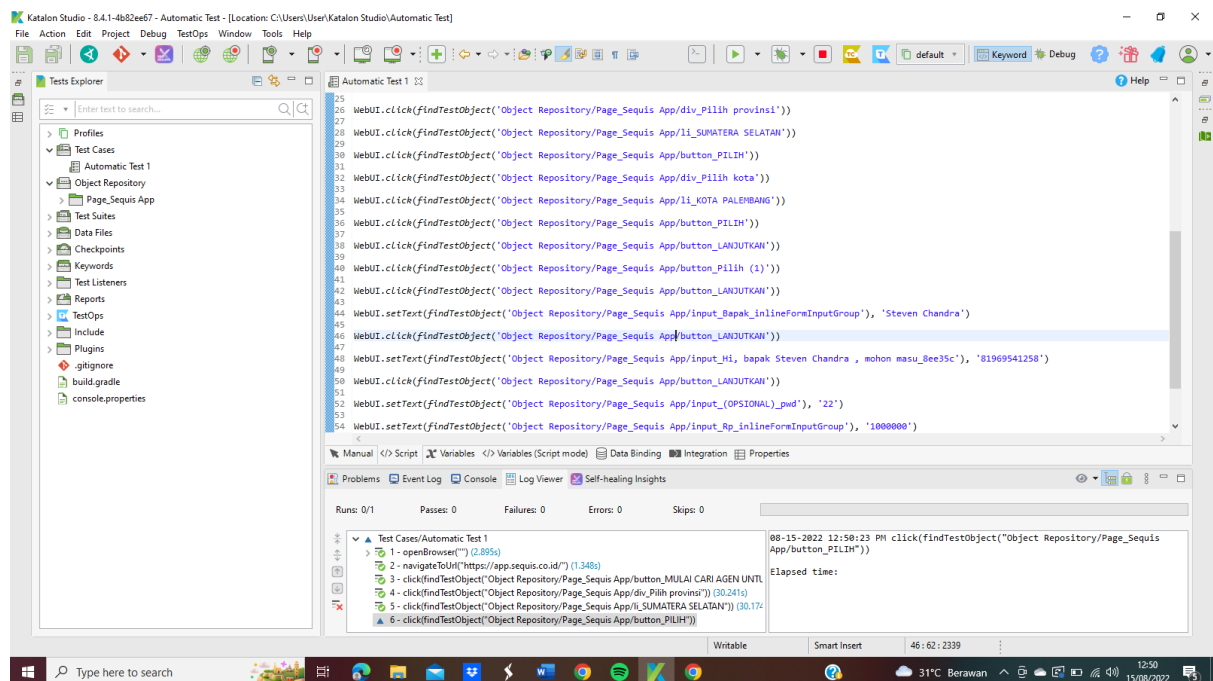 Katalon Studio - 8.4.1-4b82ee67 - Automatic Test - [Location: C:\Users\User\Katalon Studio\Automatic Test]
File Action Edit Project Debug TestOps Window Tools Help
default Keyword Debug
Tests Explorer
Enter text to search...
Profiles
Test Cases
Automatic Test 1
Object Repository
Page_Sequis App
Test Suites
Data Files
Checkpoints
Keywords
Test Listeners
Reports
TestOps
Include
Plugins
.gitignore
build.gradle
console.properties
Automatic Test 1 Help
25
26 WebUI.click(findTestObject('Object Repository/Page_Sequis App/div_Pilih provinsi'))
27
28 WebUI.click(findTestObject('Object Repository/Page_Sequis App/li_SUMATERA SELATAN'))
29
30 WebUI.click(findTestObject('Object Repository/Page_Sequis App/button_PILIH'))
31
32 WebUI.click(findTestObject('Object Repository/Page_Sequis App/div_Pilih kota'))
33
34 WebUI.click(findTestObject('Object Repository/Page_Sequis App/li_KOTA PALEMBANG'))
35
36 WebUI.click(findTestObject('Object Repository/Page_Sequis App/button_PILIH'))
37
38 WebUI.click(findTestObject('Object Repository/Page_Sequis App/button_LANJUTKAN'))
39
40 WebUI.click(findTestObject('Object Repository/Page_Sequis App/button_Pilih (1)'))
41
42 WebUI.click(findTestObject('Object Repository/Page_Sequis App/button_LANJUTKAN'))
43
44 WebUI.setText(findTestObject('Object Repository/Page_Sequis App/input_Bapak_inlineFormInputGroup'), 'Steven Chandra')
45
46 WebUI.click(findTestObject('Object Repository/Page_Sequis App/button_LANJUTKAN'))
47
48 WebUI.setText(findTestObject('Object Repository/Page_Sequis App/input_Hi, bapak Steven Chandra , mohon masu_8ee35c'), '81969541258')
49
50 WebUI.click(findTestObject('Object Repository/Page_Sequis App/button_LANJUTKAN'))
51
52 WebUI.setText(findTestObject('Object Repository/Page_Sequis App/input_(OPSIONAL)_pwd'), '22')
53
54 WebUI.setText(findTestObject('Object Repository/Page_Sequis App/input_Rp_inlineFormInputGroup'), '1000000')
Manual </> Script Variables </> Variables (Script mode) Data Binding Integration Properties
Problems Event Log Console Log Viewer Self-healing Insights
Runs: 0/1 Passes: 0 Failures: 0 Errors: 0 Skips: 0
Test Cases/Automatic Test 1
1 - openBrowser("") (2.895s)
2 - navigateToUrl("https://app.sequis.co.id/") (1.348s)
3 - click(findTestObject("Object Repository/Page_Sequis App/button_MULAI CARI AGEN UNTU
4 - click(findTestObject("Object Repository/Page_Sequis App/div_Pilih provinsi")) (30.241s)
5 - click(findTestObject("Object Repository/Page_Sequis App/li_SUMATERA SELATAN")) (30.174
6 - click(findTestObject("Object Repository/Page_Sequis App/button_PILIH"))
08-15-2022 12:50:23 PM click(findTestObject("Object Repository/Page_Sequis
App/button_PILIH"))
Elapsed time:
Writable Smart Insert 46 : 62 : 2339
Type here to search
31°C Berawan
12:50
15/08/2022